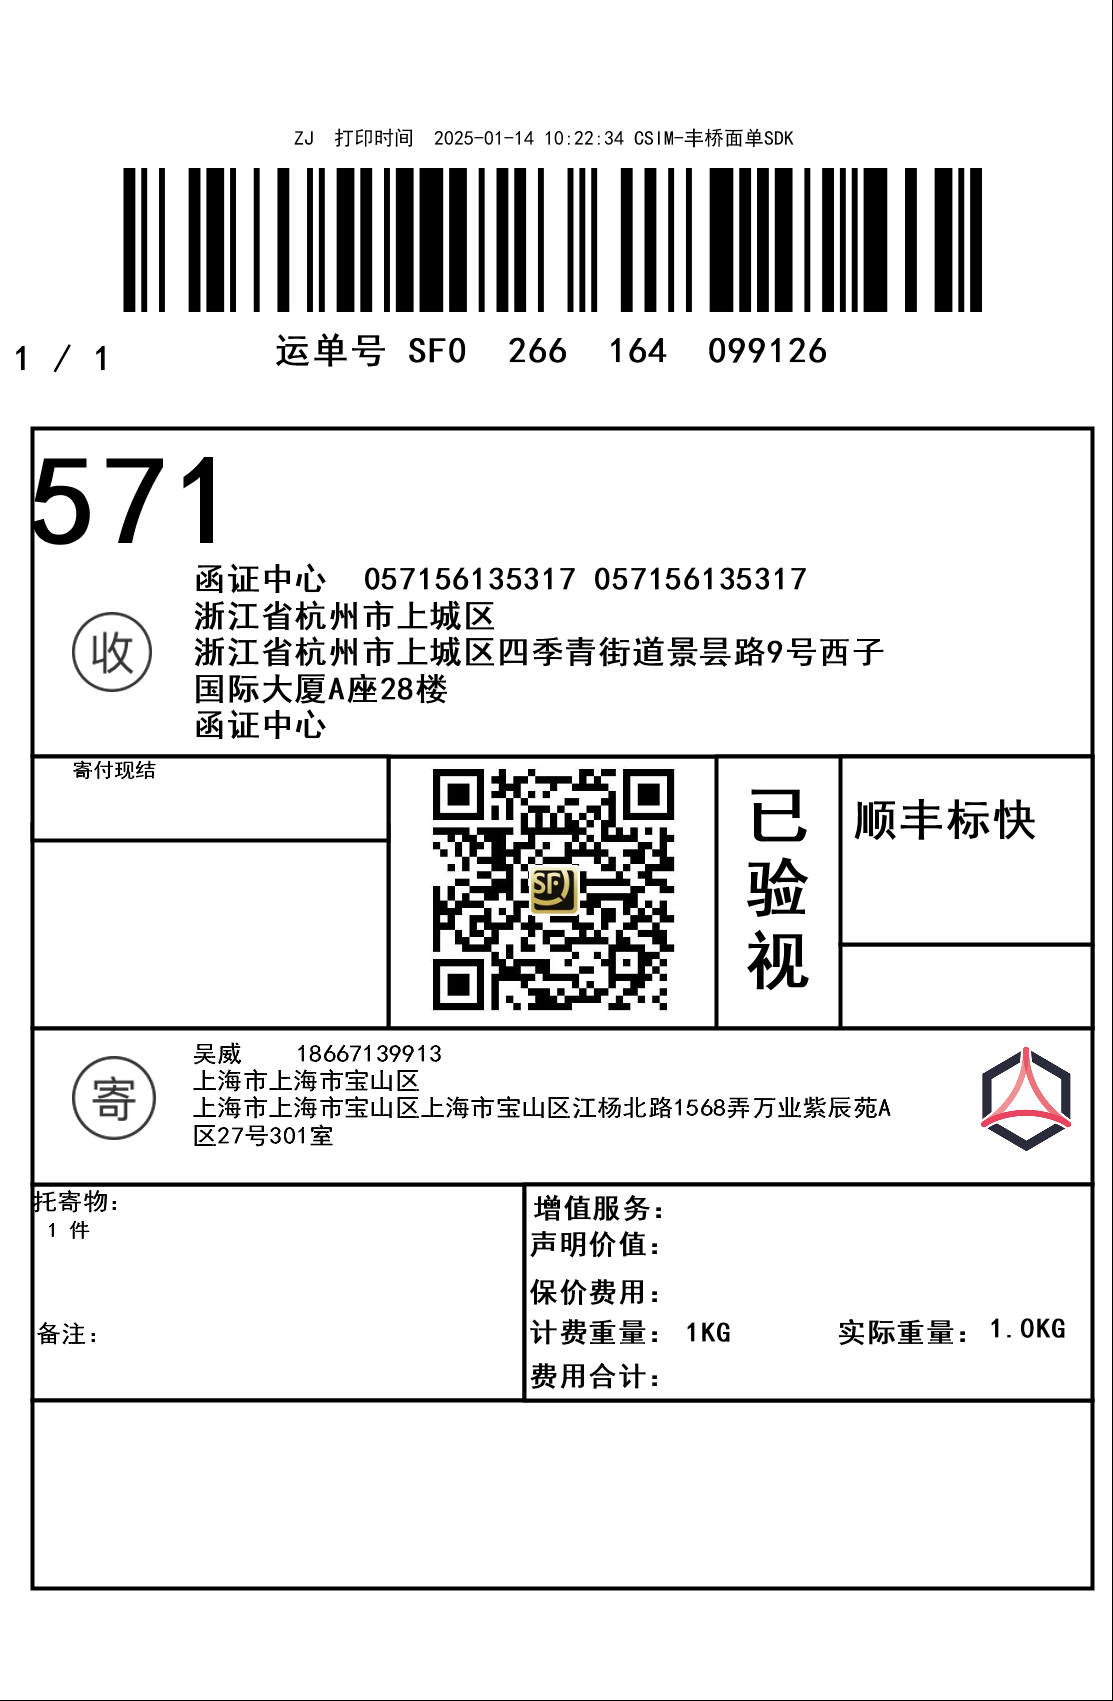 ZJ 打印时间 2025-01-14 10:22:34 CSIM-丰桥面单SDK
1 / 1
运单号 SF0 266 164 099126
571
收
函证中心 057156135317 057156135317
浙江省杭州市上城区
浙江省杭州市上城区四季青街道景昙路9号西子
国际大厦A座28楼
函证中心
寄付现结
SF
已验视
顺丰标快
寄
吴威 18667139913
上海市上海市宝山区
上海市上海市宝山区上海市宝山区江杨北路1568弄万业紫辰苑A
区27号301室
托寄物：
1 件
备注：
增值服务：
声明价值：
保价费用：
计费重量： 1KG 实际重量： 1.0KG
费用合计：